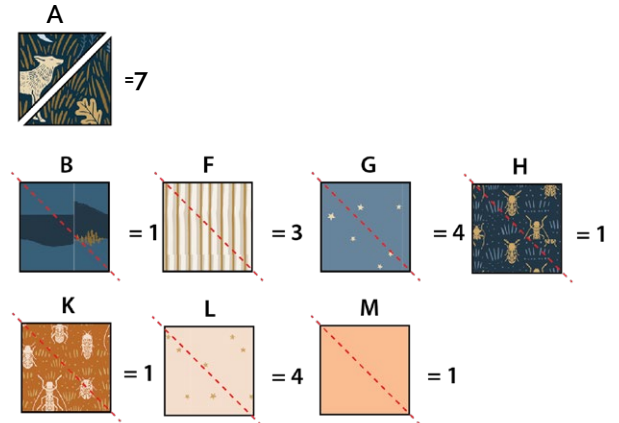 A
=7
B F G H
= 1 = 3 = 4 = 1
K L M
= 1 = 4 = 1